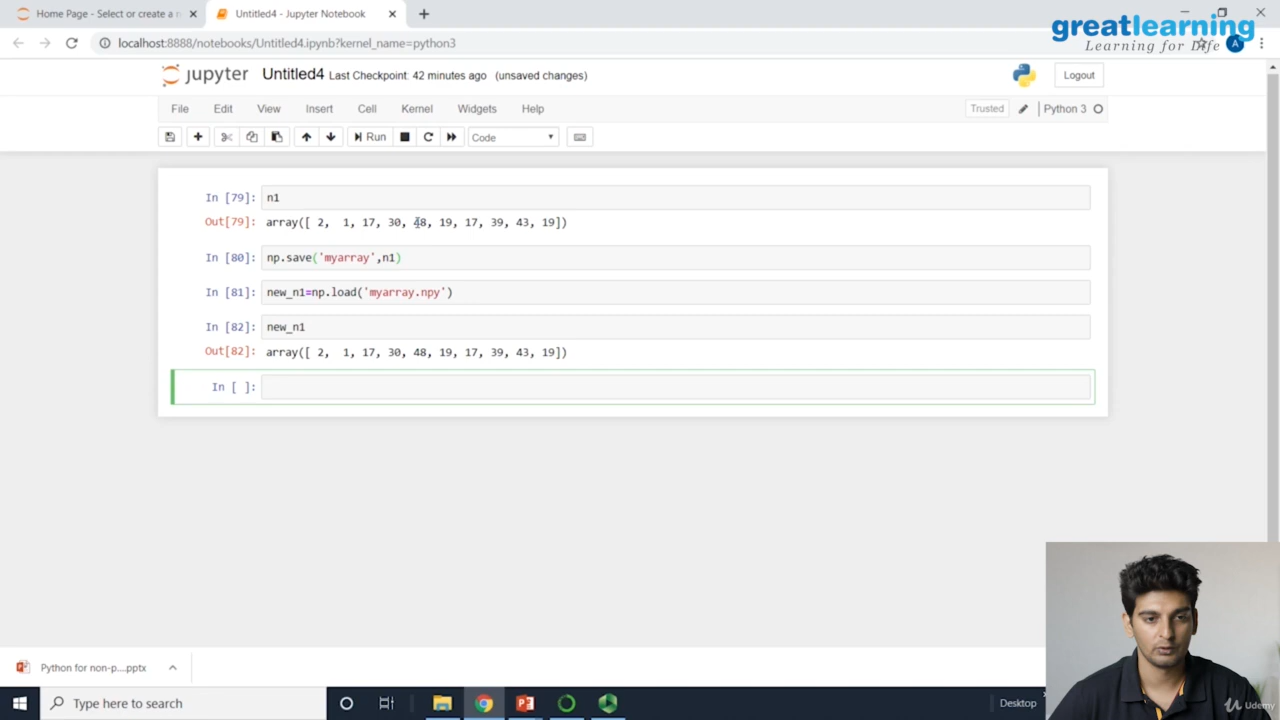 Home Page - Select or create a n
Untitled4 - Jupyter Notebook
greatlearning
Learning for Life
localhost:8888/notebooks/Untitled4.ipynb?kernel_name=python3
A
jupyter Untitled4 Last Checkpoint: 42 minutes ago (unsaved changes)
Logout
File Edit View Insert Cell Kernel Widgets Help
Trusted
Python 3
Run
Code
In [79]: n1
Out[79]: array([ 2, 1, 17, 30, 48, 19, 17, 39, 43, 19])
In [80]: np.save('myarray',n1)
In [81]: new_n1=np.load('myarray.npy')
In [82]: new_n1
Out[82]: array([ 2, 1, 17, 30, 48, 19, 17, 39, 43, 19])
In [ ]:
Python for non-p....pptx
Type here to search
Desktop
Udemy